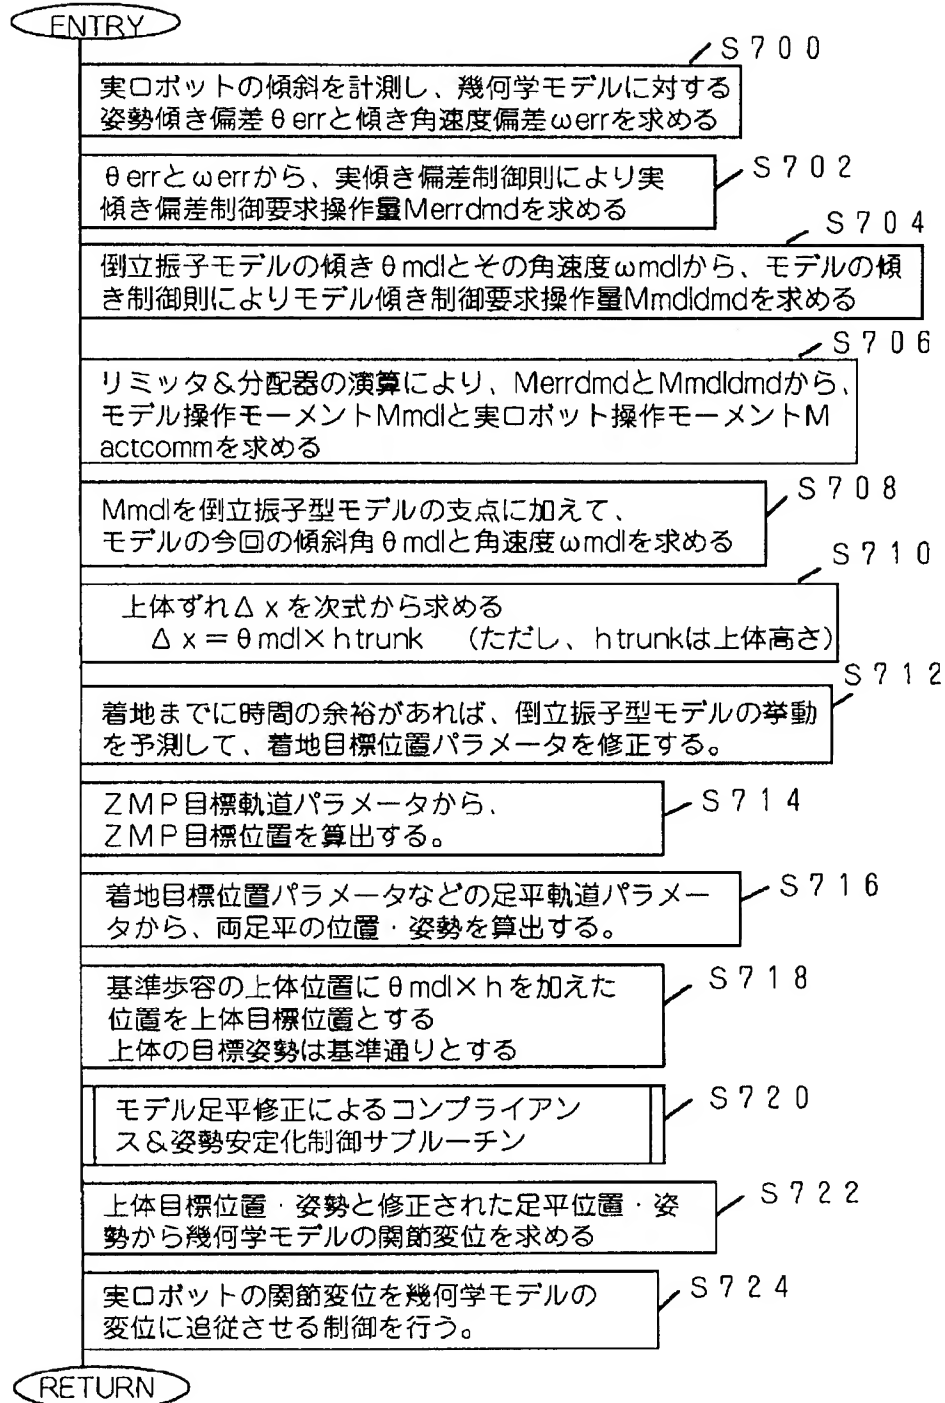 ENTRY
S700
実ロボットの傾斜を計測し、幾何学モデルに対する
姿勢傾き偏差θerrと傾き角速度偏差ωerrを求める
S702
θerrとωerrから、実傾き偏差制御則により実
傾き偏差制御要求操作量Merrdmdを求める
S704
倒立振子モデルの傾きθmdlとその角速度ωmdlから、モデルの傾
き制御則によりモデル傾き制御要求操作量Mmdldmdを求める
S706
リミッタ&分配器の演算により、MerrdmdとMmdldmdから、
モデル操作モーメントMmdlと実ロボット操作モーメントM
actcommを求める
S708
Mmdlを倒立振子型モデルの支点に加えて、
モデルの今回の傾斜角θmdlと角速度ωmdlを求める
S710
上体ずれΔxを次式から求める
Δx=θmdl×htrunk (ただし、htrunkは上体高さ)
S712
着地までに時間の余裕があれば、倒立振子型モデルの挙動
を予測して、着地目標位置パラメータを修正する。
S714
ZMP目標軌道パラメータから、
ZMP目標位置を算出する。
S716
着地目標位置パラメータなどの足平軌道パラメー
タから、両足平の位置・姿勢を算出する。
S718
基準歩容の上体位置にθmdl×hを加えた
位置を上体目標位置とする
上体の目標姿勢は基準通りとする
S720
モデル足平修正によるコンプライアン
ス&姿勢安定化制御サブルーチン
S722
上体目標位置・姿勢と修正された足平位置・姿
勢から幾何学モデルの関節変位を求める
S724
実ロボットの関節変位を幾何学モデルの
変位に追従させる制御を行う。
RETURN